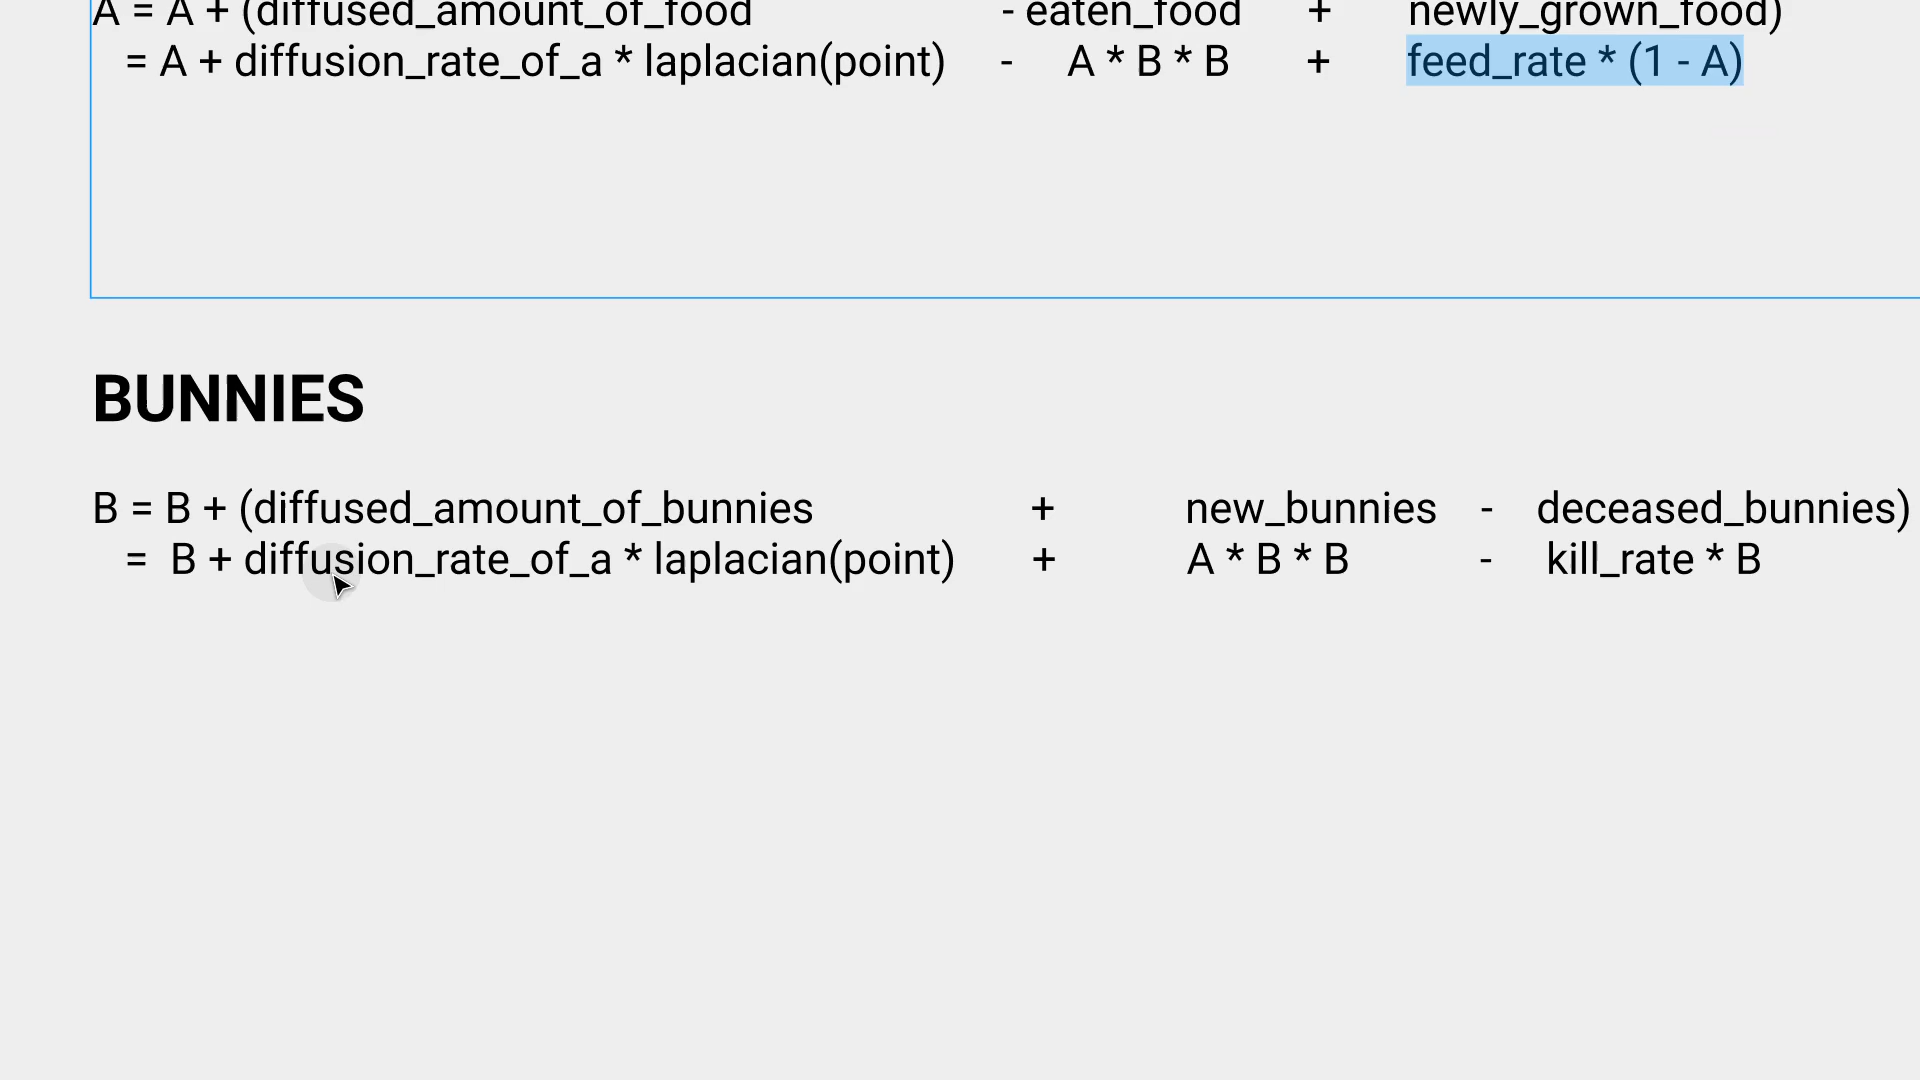 A = A + (diffused_amount_of_food - eaten_food + newly_grown_food)
= A + diffusion_rate_of_a * laplacian(point) - A * B * B + feed_rate * (1 - A)
BUNNIES
B = B + (diffused_amount_of_bunnies + new_bunnies - deceased_bunnies)
= B + diffusion_rate_of_a * laplacian(point) + A * B * B - kill_rate * B